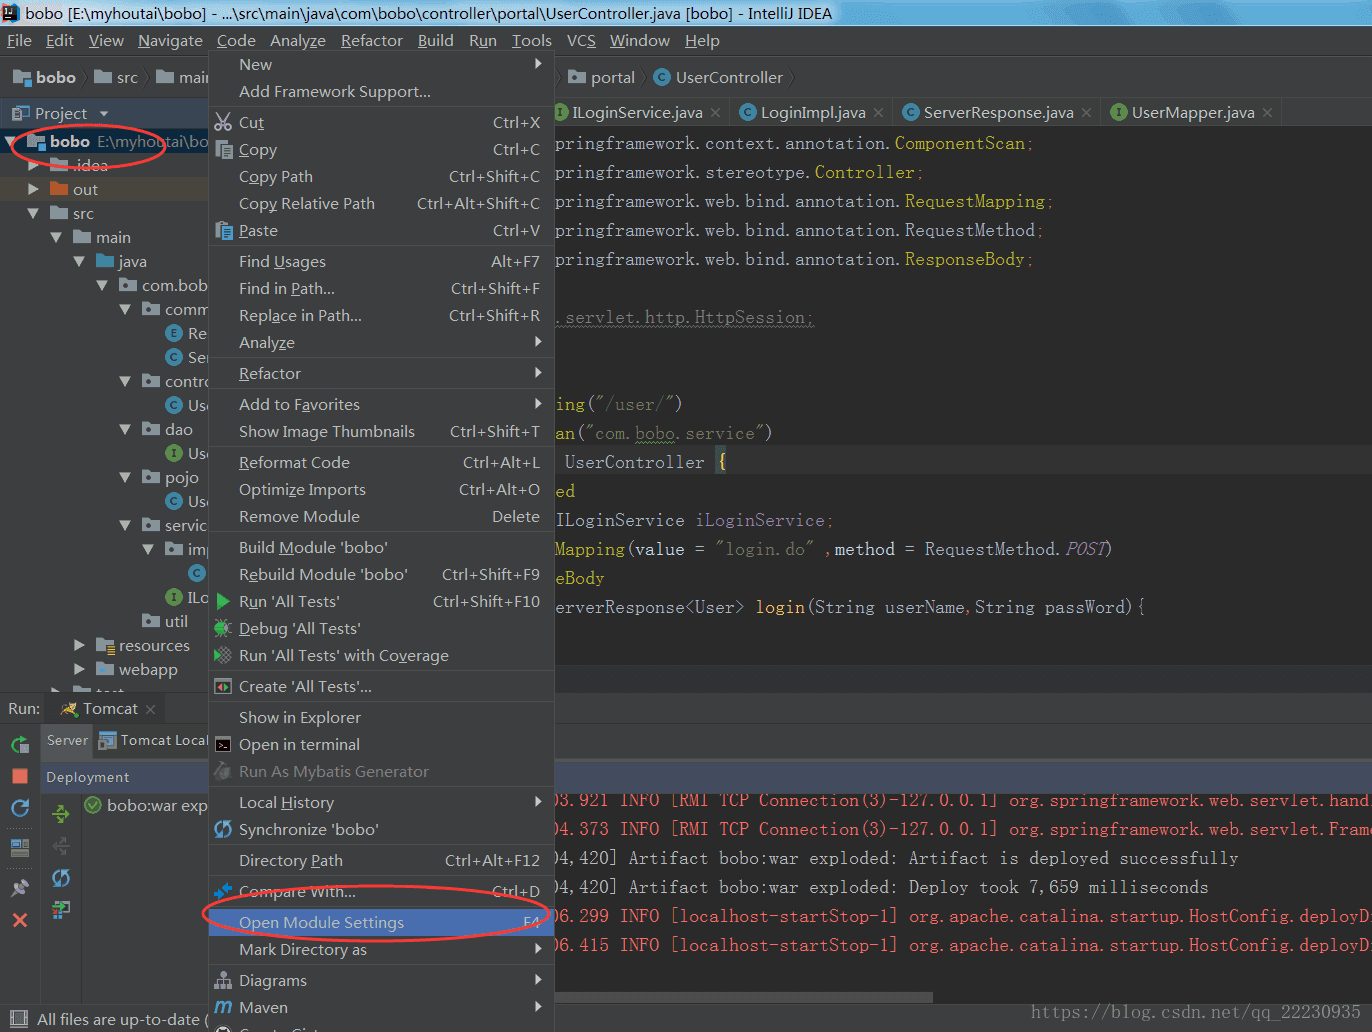 bobo [E:\myhoutai\bobo] - ...\src\main\java\com\bobo\controller\portal\UserController.java [bobo] - IntelliJ IDEA
File Edit View Navigate Code Analyze Refactor Build Run Tools VCS Window Help
bobo src main portal UserController
Project
ILoginService.java LoginImpl.java ServerResponse.java UserMapper.java
bobo E:\myhoutai\bo
.idea
out
src
main
java
com.bob
comm
Re
Ser
contro
Us
dao
Us
pojo
Us
servic
imp
ILo
util
resources
webapp
test
New
Add Framework Support...
Cut Ctrl+X
Copy Ctrl+C
Copy Path Ctrl+Shift+C
Copy Relative Path Ctrl+Alt+Shift+C
Paste Ctrl+V
Find Usages Alt+F7
Find in Path... Ctrl+Shift+F
Replace in Path... Ctrl+Shift+R
Analyze
Refactor
Add to Favorites
Show Image Thumbnails Ctrl+Shift+T
Reformat Code Ctrl+Alt+L
Optimize Imports Ctrl+Alt+O
Remove Module Delete
Build Module 'bobo'
Rebuild Module 'bobo' Ctrl+Shift+F9
Run 'All Tests' Ctrl+Shift+F10
Debug 'All Tests'
Run 'All Tests' with Coverage
Create 'All Tests'...
Show in Explorer
Open in terminal
Run As Mybatis Generator
Local History
Synchronize 'bobo'
Directory Path Ctrl+Alt+F12
Compare With... Ctrl+D
Open Module Settings F4
Mark Directory as
Diagrams
Maven
pringframework.context.annotation.ComponentScan;
pringframework.stereotype.Controller;
pringframework.web.bind.annotation.RequestMapping;
pringframework.web.bind.annotation.RequestMethod;
pringframework.web.bind.annotation.ResponseBody;
.servlet.http.HttpSession;
ing("/user/")
an("com.bobo.service")
UserController {
ed
ILoginService iLoginService;
Mapping(value = "login.do" ,method = RequestMethod.POST)
eBody
erverResponse<User> login(String userName,String passWord){
Run: Tomcat
Server Tomcat Local
Deployment
bobo:war exp
03.921 INFO [RMI TCP Connection(3)-127.0.0.1] org.springframework.web.servlet.hand
04.373 INFO [RMI TCP Connection(3)-127.0.0.1] org.springframework.web.servlet.Frame
04,420] Artifact bobo:war exploded: Artifact is deployed successfully
04,420] Artifact bobo:war exploded: Deploy took 7,659 milliseconds
06.299 INFO [localhost-startStop-1] org.apache.catalina.startup.HostConfig.deployDi
06.415 INFO [localhost-startStop-1] org.apache.catalina.startup.HostConfig.deployDi
All files are up-to-date (
https://blog.csdn.net/qq_22230935